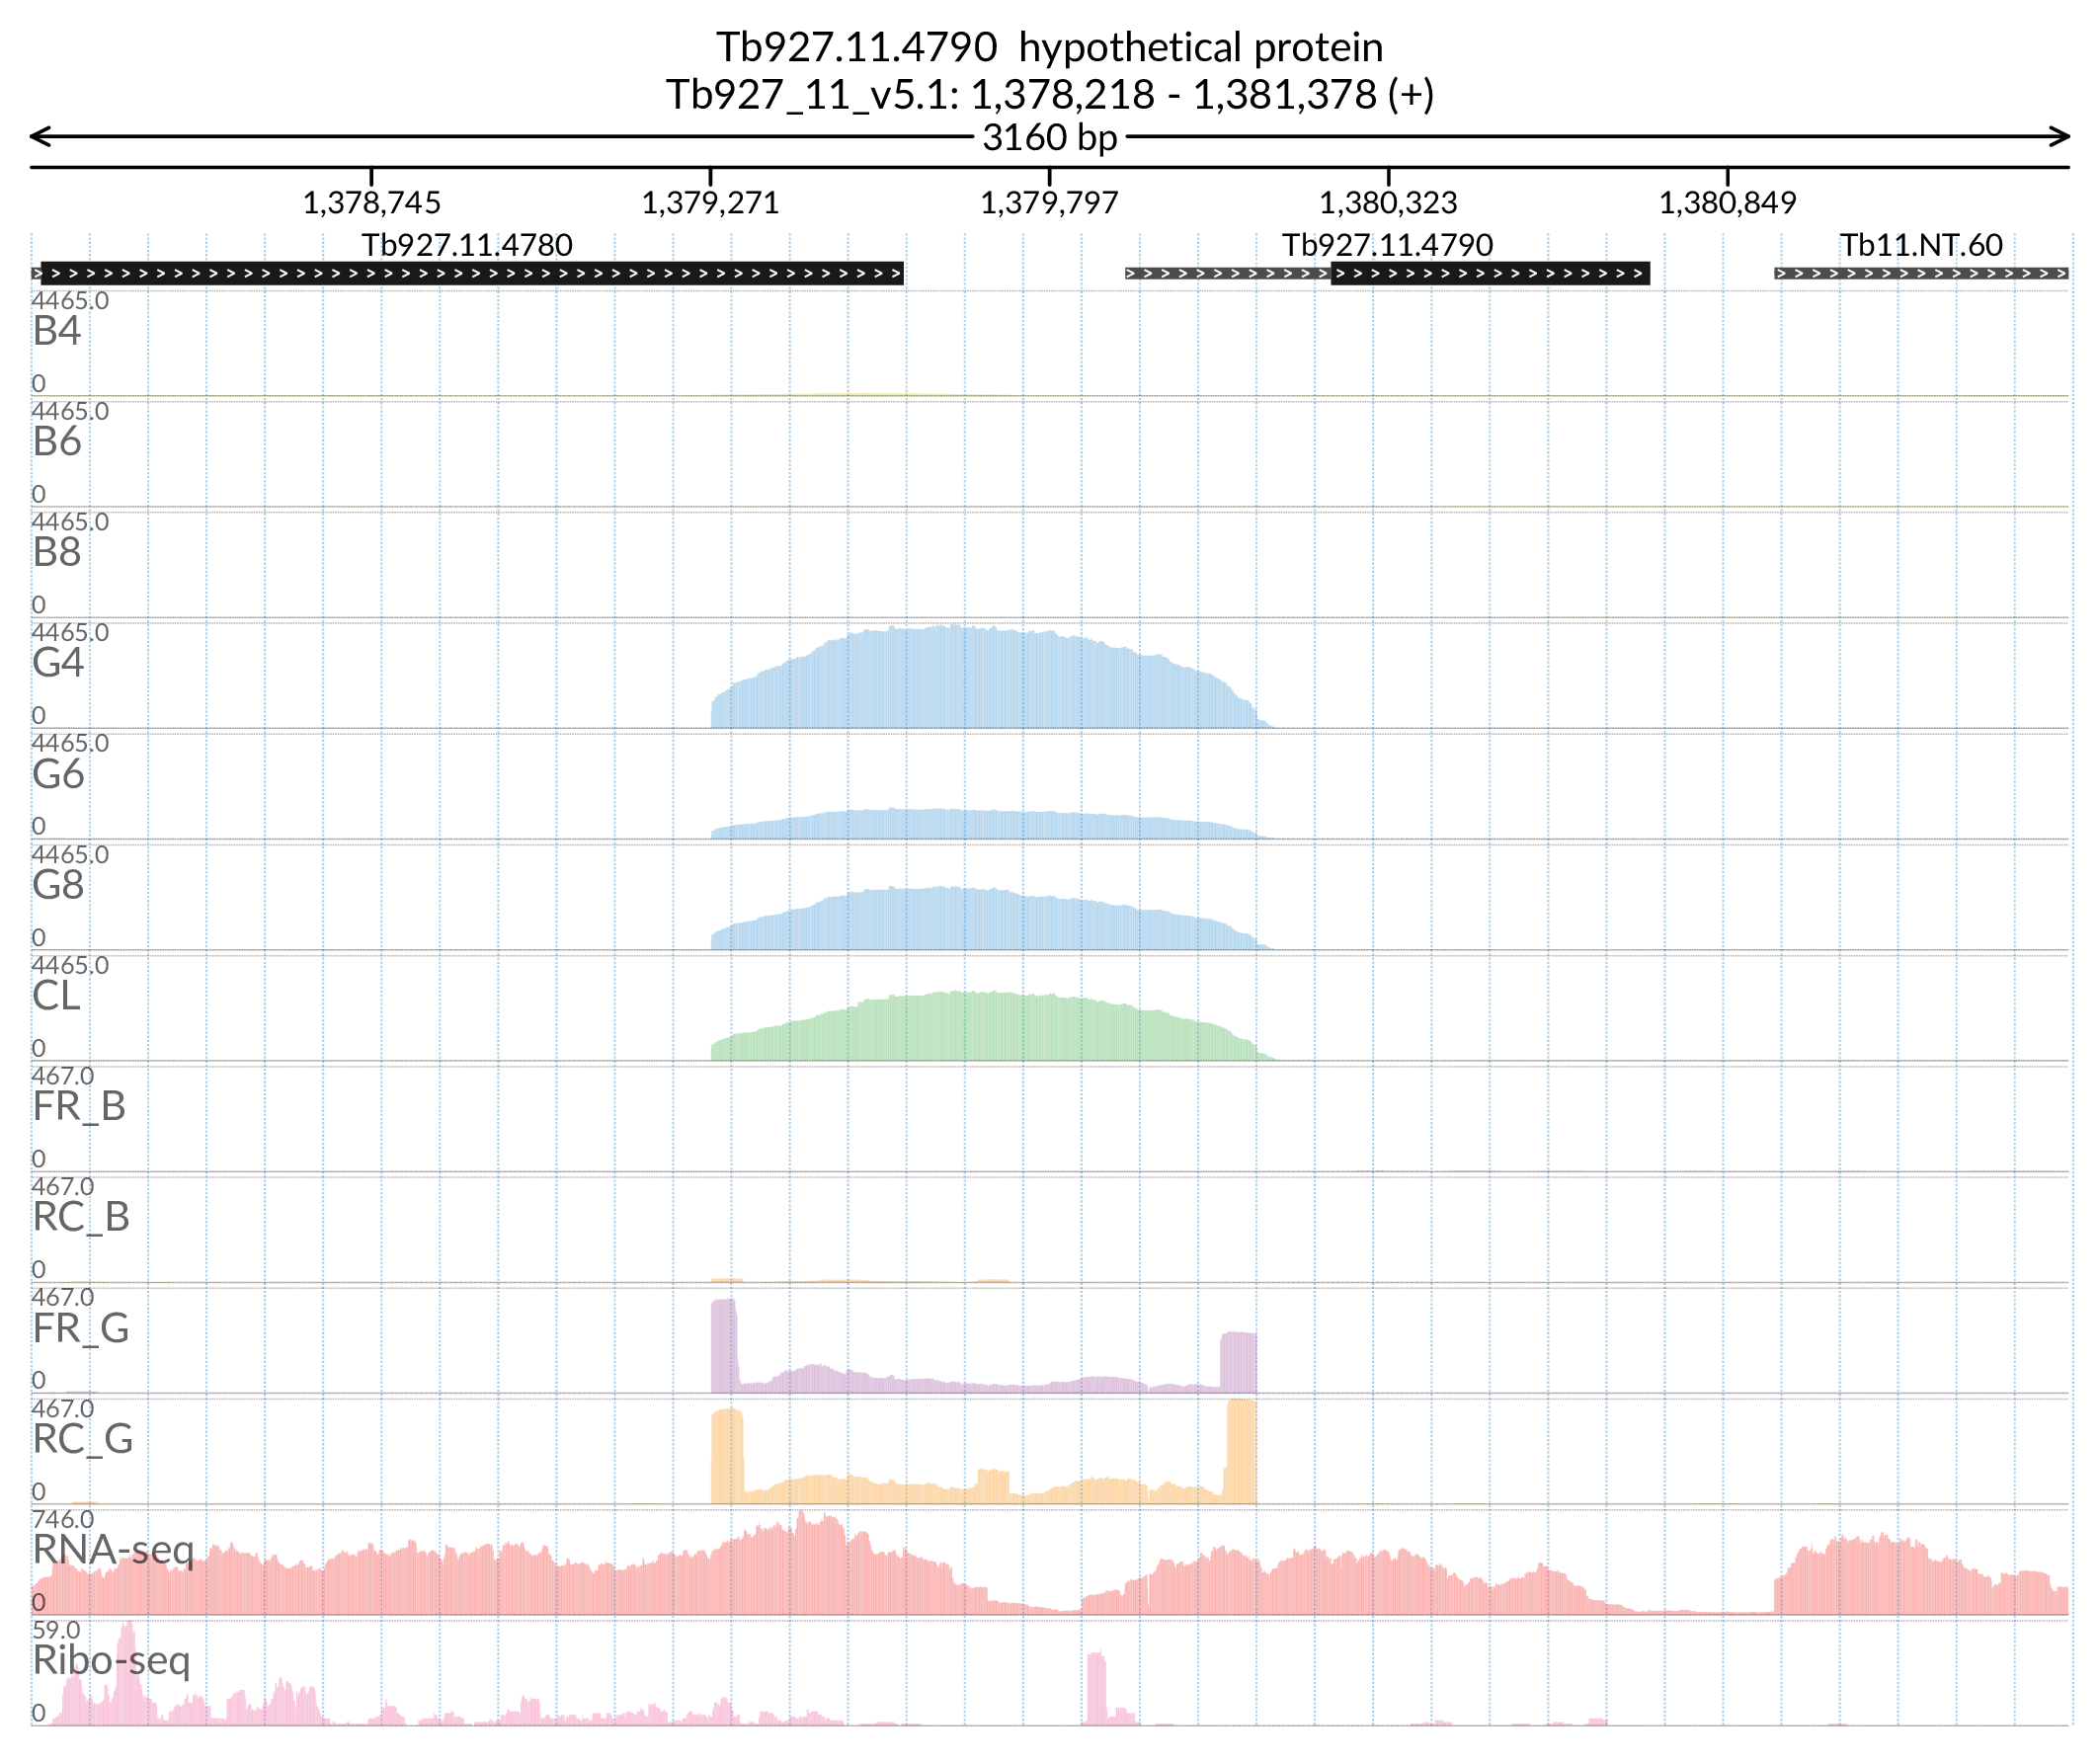 Tb927.11.4790 hypothetical protein
Tb927_11_v5.1: 1,378,218 - 1,381,378 (+)
3160 bp
1,378,745 1,379,271 1,379,797 1,380,323 1,380,849
Tb927.11.4780 Tb927.11.4790 Tb11.NT.60
4465.0
B4
0
4465.0
B6
0
4465.0
B8
0
4465.0
G4
0
4465.0
G6
0
4465.0
G8
0
4465.0
CL
0
467.0
FR_B
0
467.0
RC_B
0
467.0
FR_G
0
467.0
RC_G
0
746.0
RNA-seq
0
59.0
Ribo-seq
0